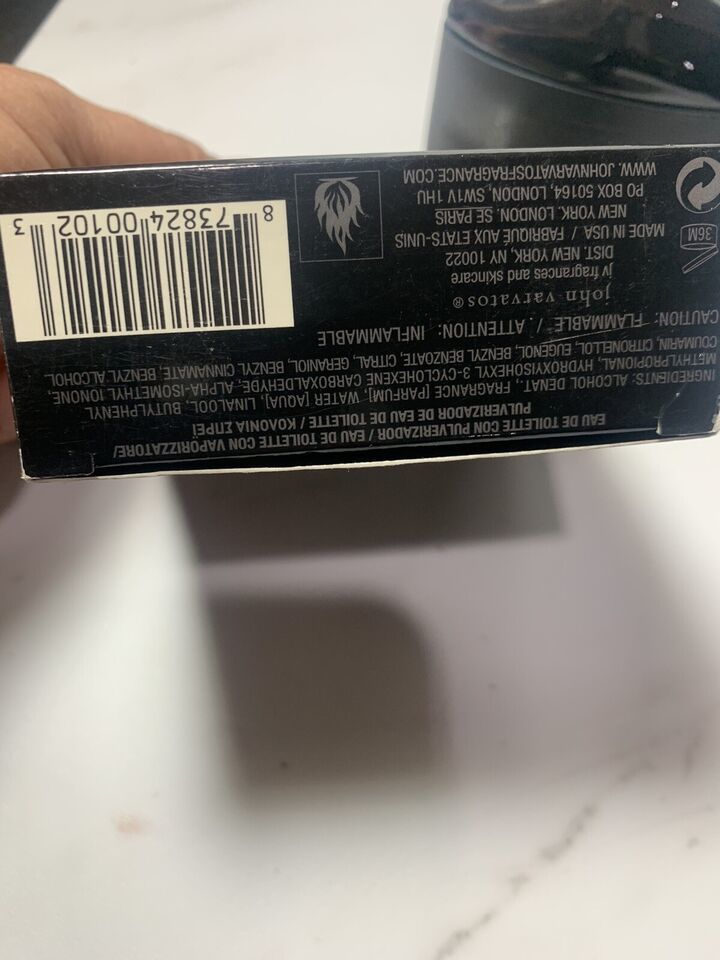 EAU DE TOILETTE CON PULVERIZADOR / EAU DE TOILETTE CON VAPORIZZATORE/
PULVERIZADOR DE EAU DE TOILETTE / ΚΟΛΟΝΙΑ ΣΠΡΕΪ
INGREDIENTS: ALCOHOL DENAT, FRAGRANCE [PARFUM], WATER [AQUA], LINALOOL, BUTYLPHENYL
METHYLPROPIONAL, HYDROXYISOHEXYL 3-CYCLOHEXENE CARBOXALDEHYDE, ALPHA-ISOMETHYL IONONE,
COUMARIN, CITRONELLOL, EUGENOL, BENZYL BENZOATE, CITRAL, GERANIOL, BENZYL CINNAMATE, BENZYL ALCOHOL.
CAUTION: FLAMMABLE / ATTENTION: INFLAMMABLE
john varvatos®
jv fragrances and skincare
DIST. NEW YORK, NY 10022
MADE IN USA / FABRIQUÉ AUX ETATS-UNIS
NEW YORK. LONDON. SE PARIS
PO BOX 50164, LONDON, SW1V 1HU
WWW. JOHNVARVATOSFRAGRANCE.COM
36M
8 73824 00102 3